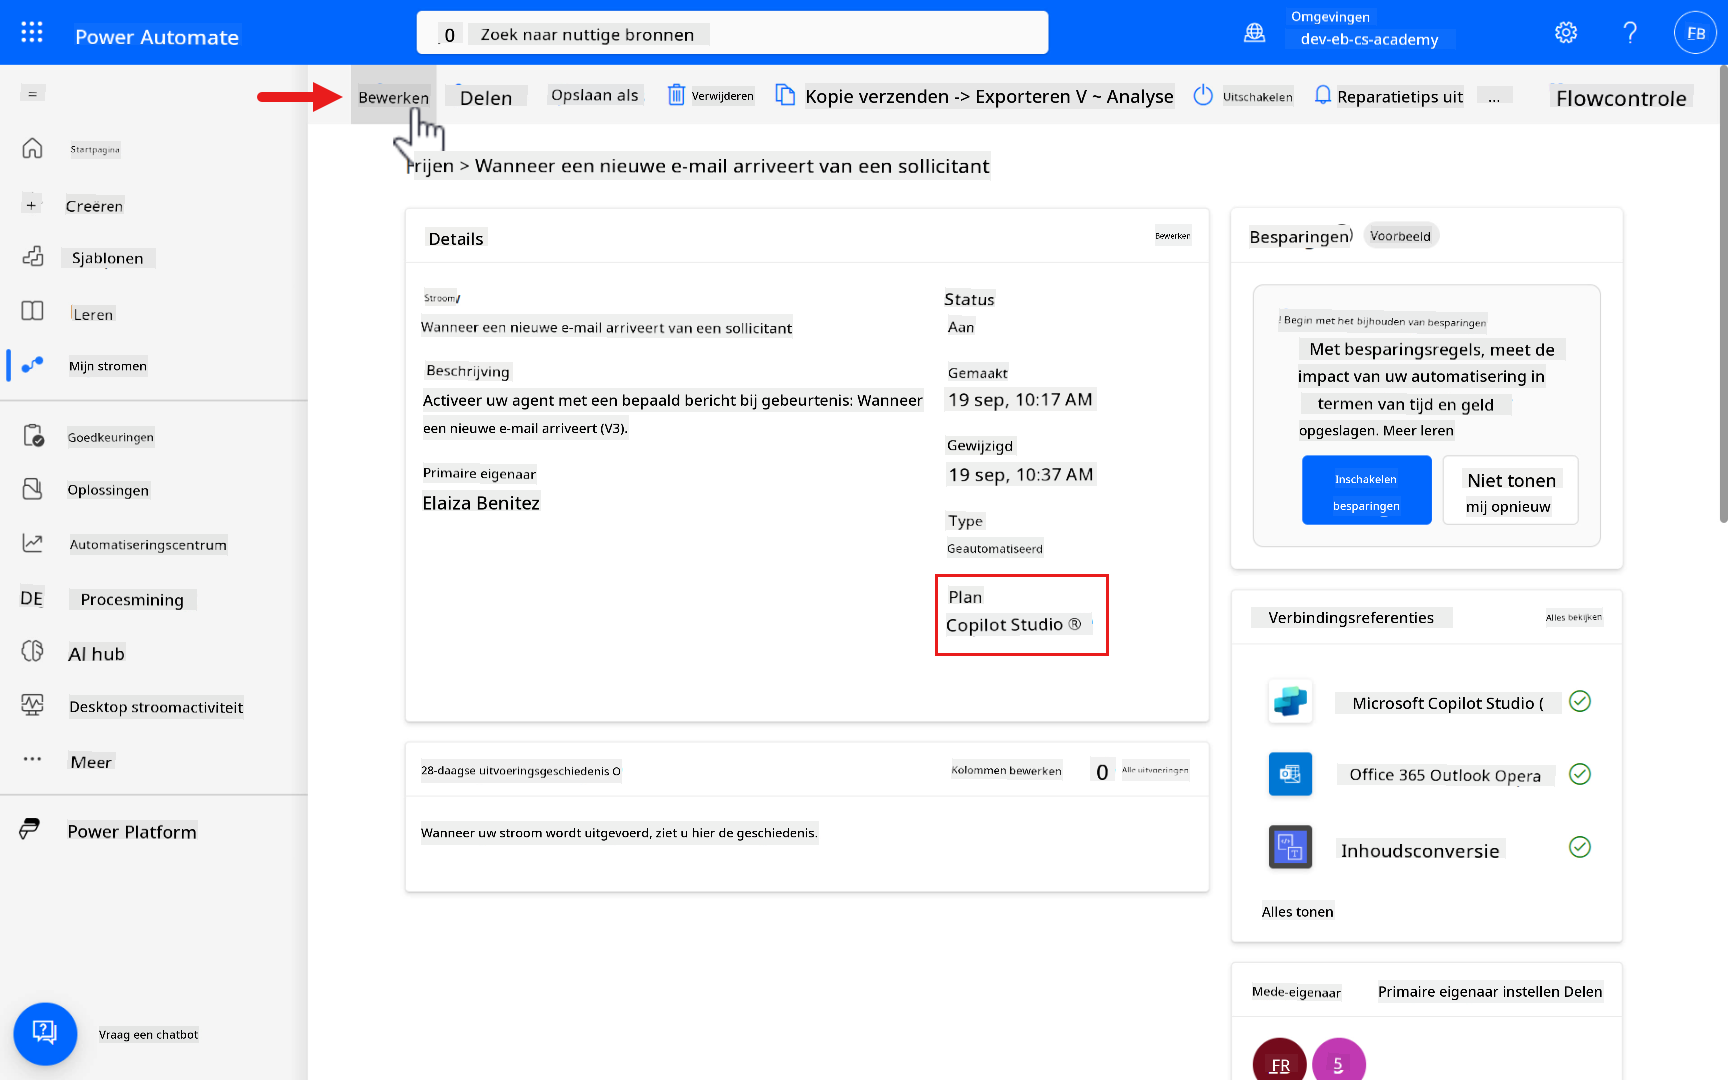 Power Automate
Zoek naar nuttige bronnen
Omgevingen
dev-eb-cs-academy
FB
Bewerken
Delen
Opslaan als
Verwijderen
Kopie verzenden -> Exporteren V ~ Analyse
Uitschakelen
Reparatietips uit
...
Flowcontrole
Startpagina
Creëren
Sjablonen
Leren
Mijn stromen
Goedkeuringen
Oplossingen
Automatiseringscentrum
DE
Procesmining
AI hub
Desktop stroomactiviteit
Meer
Power Platform
Vraag een chatbot
rijen > Wanneer een nieuwe e-mail arriveert van een sollicitant
Details
Bewerken
Stroom
Wanneer een nieuwe e-mail arriveert van een sollicitant
Beschrijving
Activeer uw agent met een bepaald bericht bij gebeurtenis: Wanneer
een nieuwe e-mail arriveert (V3).
Primaire eigenaar
Elaiza Benitez
Status
Aan
Gemaakt
19 sep, 10:17 AM
Gewijzigd
19 sep, 10:37 AM
Type
Geautomatiseerd
Plan
Copilot Studio ®
28-daagse uitvoeringsgeschiedenis O
Kolommen bewerken
0
Alle uitvoeringen
Wanneer uw stroom wordt uitgevoerd, ziet u hier de geschiedenis.
Besparingen
Voorbeeld
! Begin met het bijhouden van besparingen
Met besparingsregels, meet de
impact van uw automatisering in
termen van tijd en geld
opgeslagen. Meer leren
Inschakelen
besparingen
Niet tonen
mij opnieuw
Verbindingsreferenties
Alles bekijken
Microsoft Copilot Studio (
Office 365 Outlook Opera
Inhoudsconversie
Alles tonen
Mede-eigenaar
Primaire eigenaar instellen Delen
FR
5